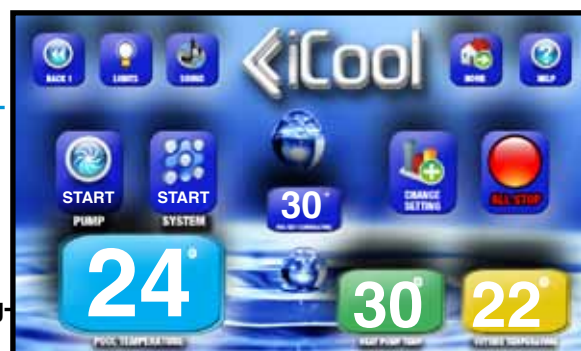 iCool
BACK 1
LIGHTS
HOME
HELP
START
PUMP
START
SYSTEM
30°
CHANGE
SETTING
ALL STOP
24°
POOL TEMPERATURE
30°
HEAT PUMP TEMP
22°
g-